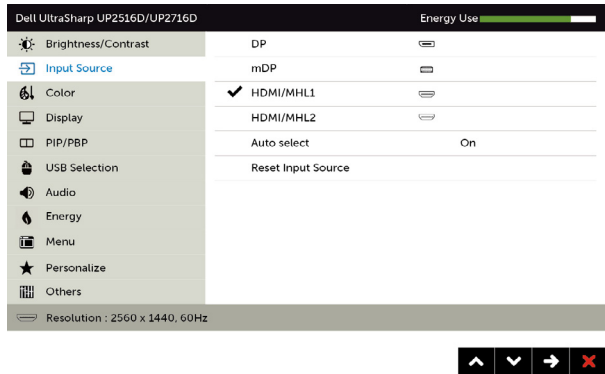 Dell UltraSharp UP2516D/UP2716D Energy Use
Brightness/Contrast
Input Source
Color
Display
PIP/PBP
USB Selection
Audio
Energy
Menu
Personalize
Others
DP
mDP
HDMI/MHL1
HDMI/MHL2
Auto select On
Reset Input Source
Resolution : 2560 x 1440, 60Hz